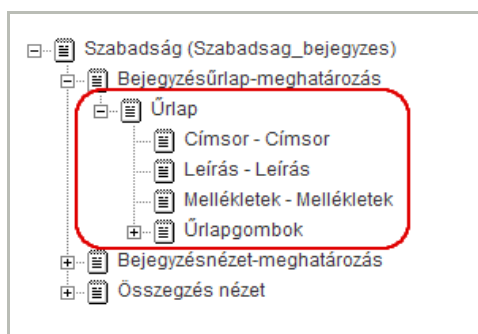 Szabadság (Szabadsag_bejegyzes)
Bejegyzésűrlap-meghatározás
Űrlap
Címsor - Címsor
Leírás - Leírás
Mellékletek - Mellékletek
Űrlapgombok
Bejegyzésnézet-meghatározás
Összegzés nézet